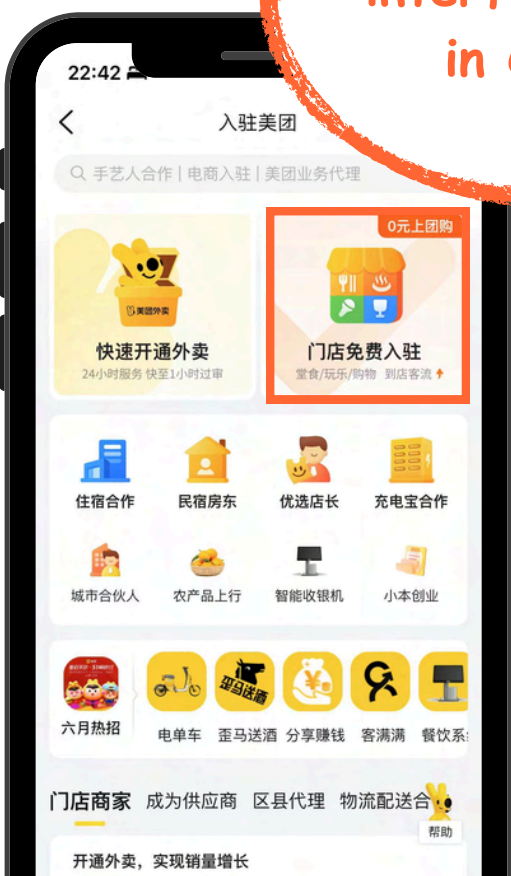 in
22:42
入驻美团
手艺人合作 | 电商入驻 | 美团业务代理
0元上团购
美团外卖
快速开通外卖
24小时服务 快至1小时过审
门店免费入驻
堂食/玩乐/购物 到店客流
住宿合作
民宿房东
优选店长
充电宝合作
城市合伙人
农产品上行
智能收银机
小本创业
歪马送酒
六月热招
电单车
歪马送酒
分享赚钱
客满满
餐饮系
门店商家
成为供应商
区县代理
物流配送合
帮助
开通外卖，实现销量增长